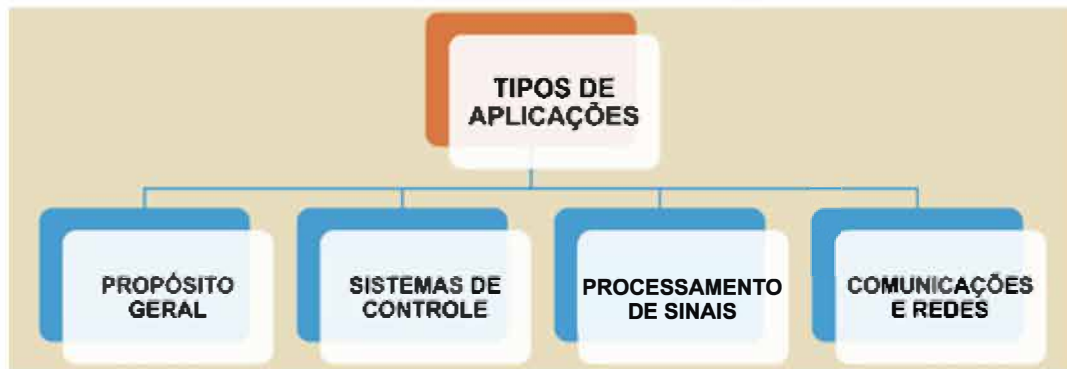 TIPOS DE
APLICAÇÕES
PROPÓSITO
GERAL
SISTEMAS DE
CONTROLE
PROCESSAMENTO
DE SINAIS
COMUNICAÇÕES
E REDES